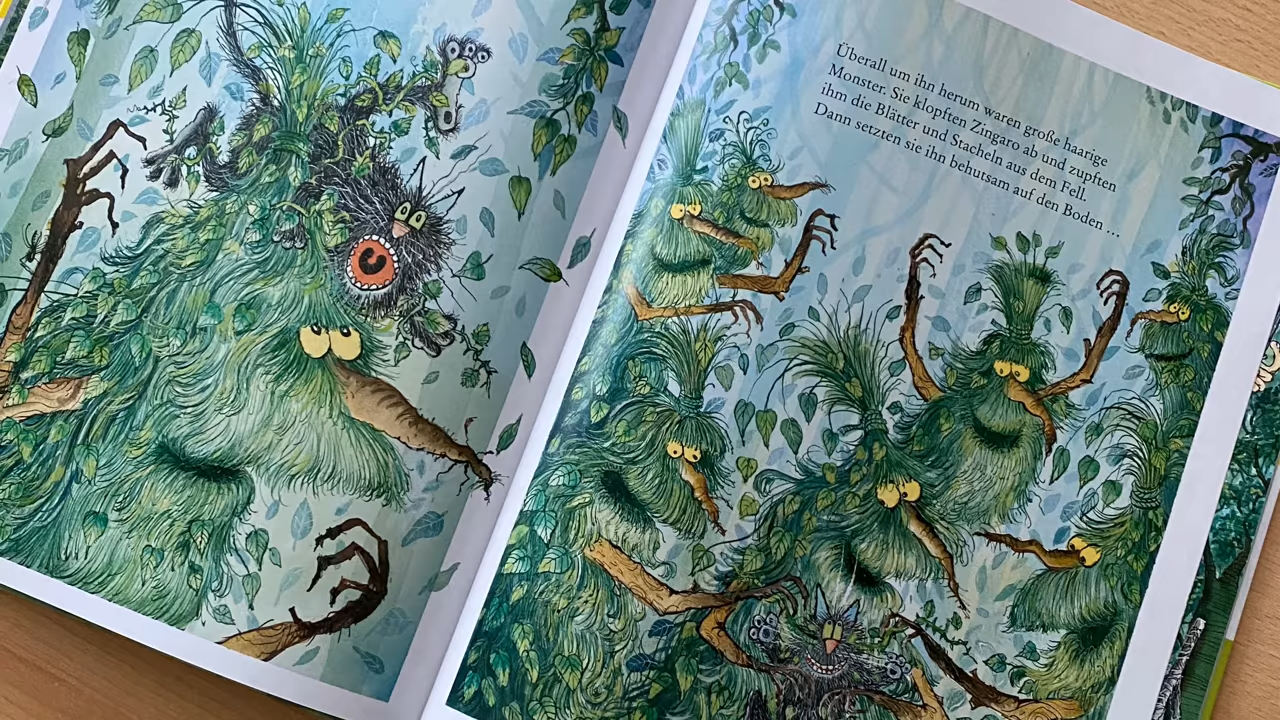 Überall um ihn herum waren große haarige
Monster. Sie klopften Zingaro ab und zupften
ihm die Blätter und Stacheln aus dem Fell.
Dann setzten sie ihn behutsam auf den Boden …